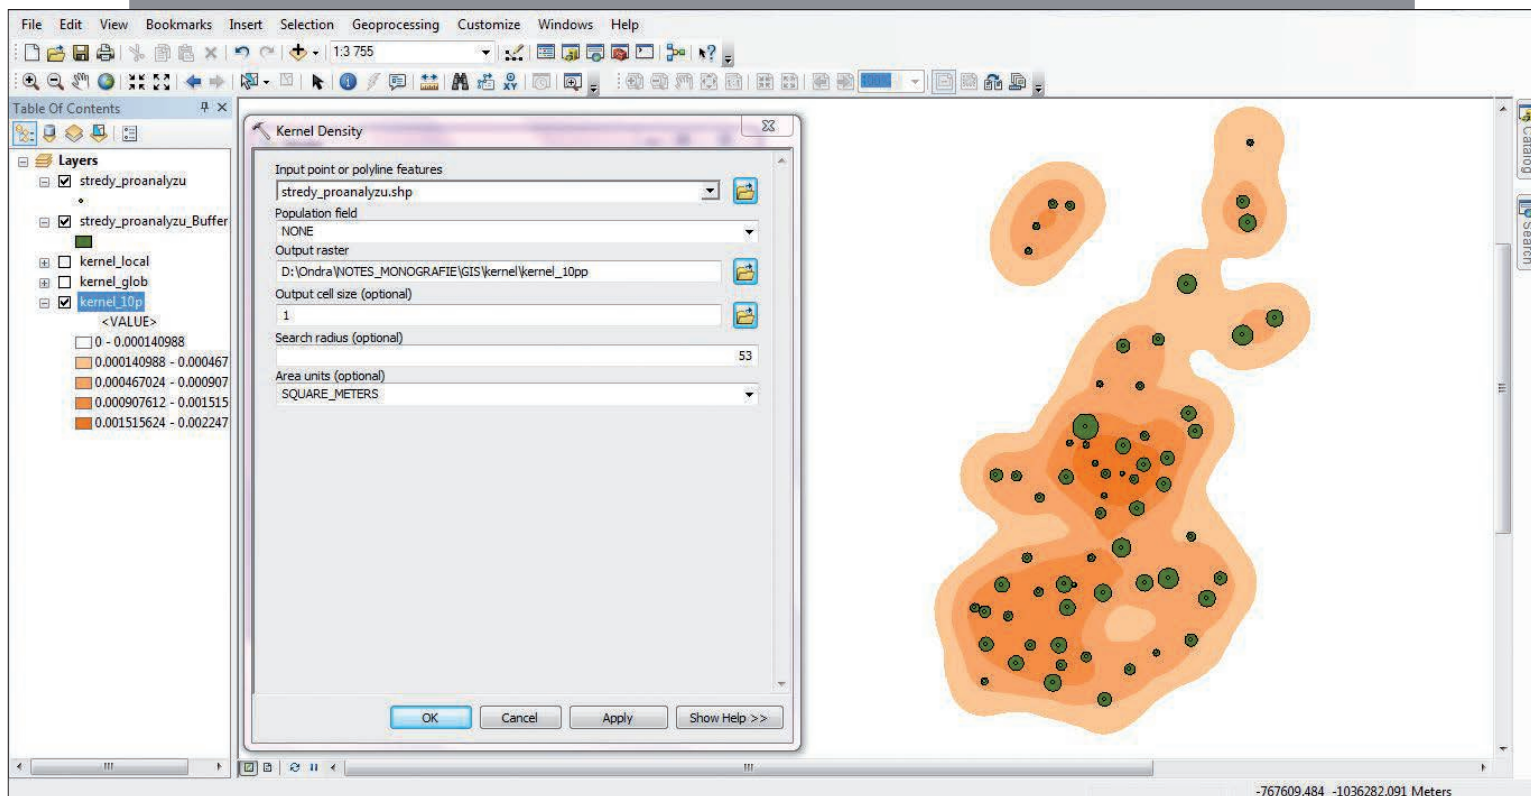 File Edit View Bookmarks Insert Selection Geoprocessing Customize Windows Help
1:3 755
100%
Table Of Contents
Layers
stredy_proanalyzu
stredy_proanalyzu_Buffer
kernel_local
kernel_glob
kernel_10p
<VALUE>
0 - 0.000140988
0.000140988 - 0.000467
0.000467024 - 0.000907
0.000907612 - 0.001515
0.001515624 - 0.002247
Kernel Density
Input point or polyline features
stredy_proanalyzu.shp
Population field
NONE
Output raster
D:\Ondra\NOTES_MONOGRAFIE\GIS\kernel\kernel_10pp
Output cell size (optional)
1
Search radius (optional)
53
Area units (optional)
SQUARE_METERS
OK Cancel Apply Show Help >>
Catalog
Search
-767609,484 -1036282,091 Meters